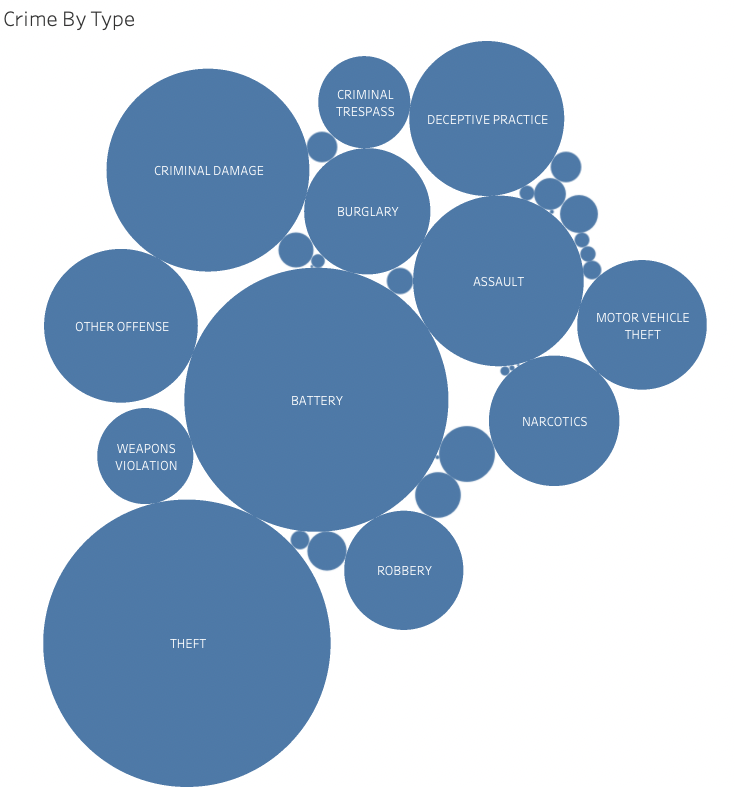 Crime By Type
CRIMINAL
TRESPASS
DECEPTIVE PRACTICE
CRIMINAL DAMAGE
BURGLARY
ASSAULT
OTHER OFFENSE
MOTOR VEHICLE
THEFT
BATTERY
NARCOTICS
WEAPONS
VIOLATION
ROBBERY
THEFT